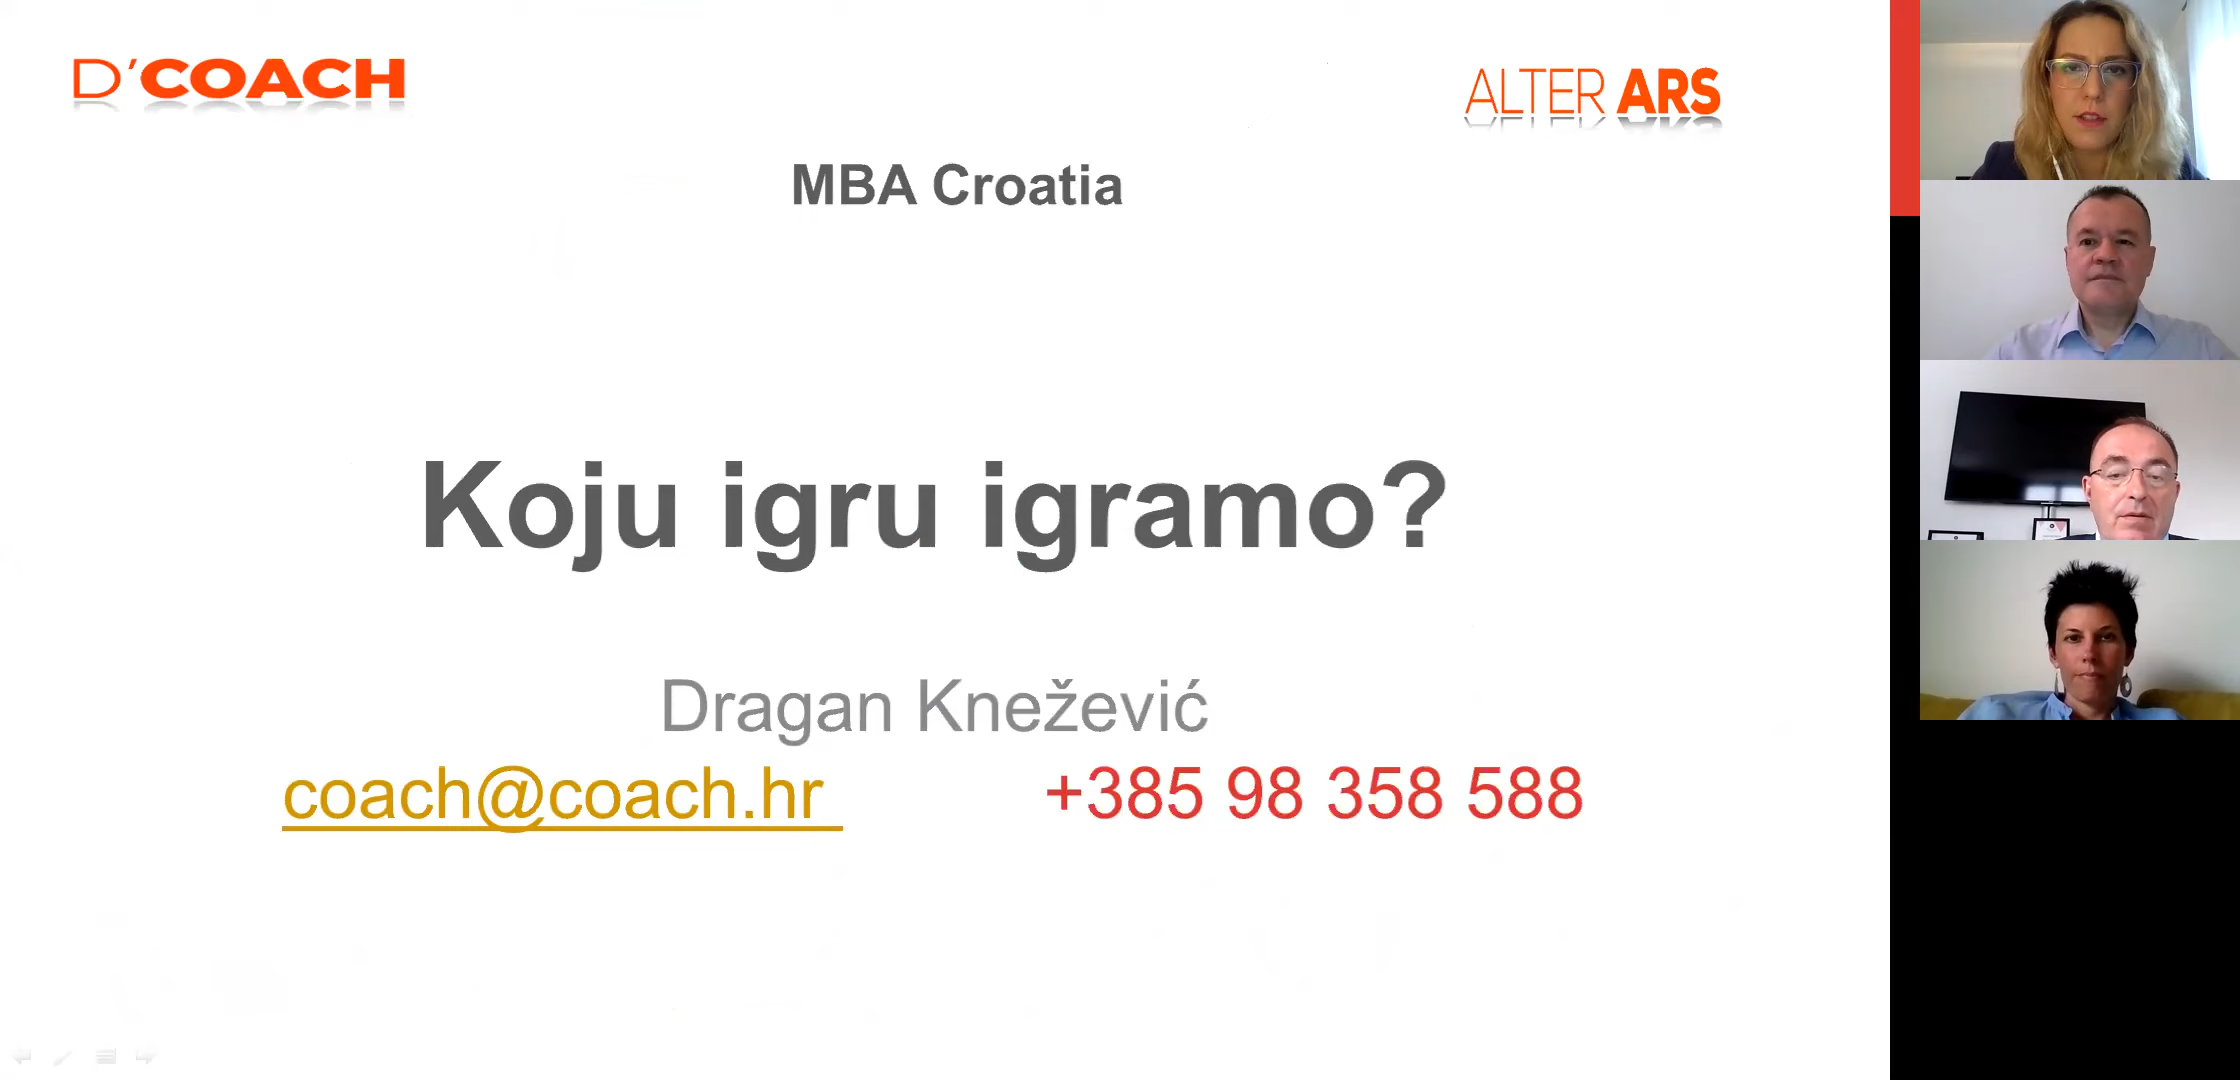 D'COACH
ALTER ARS
MBA Croatia
Koju igru igramo?
Dragan Knežević
coach@coach.hr +385 98 358 588